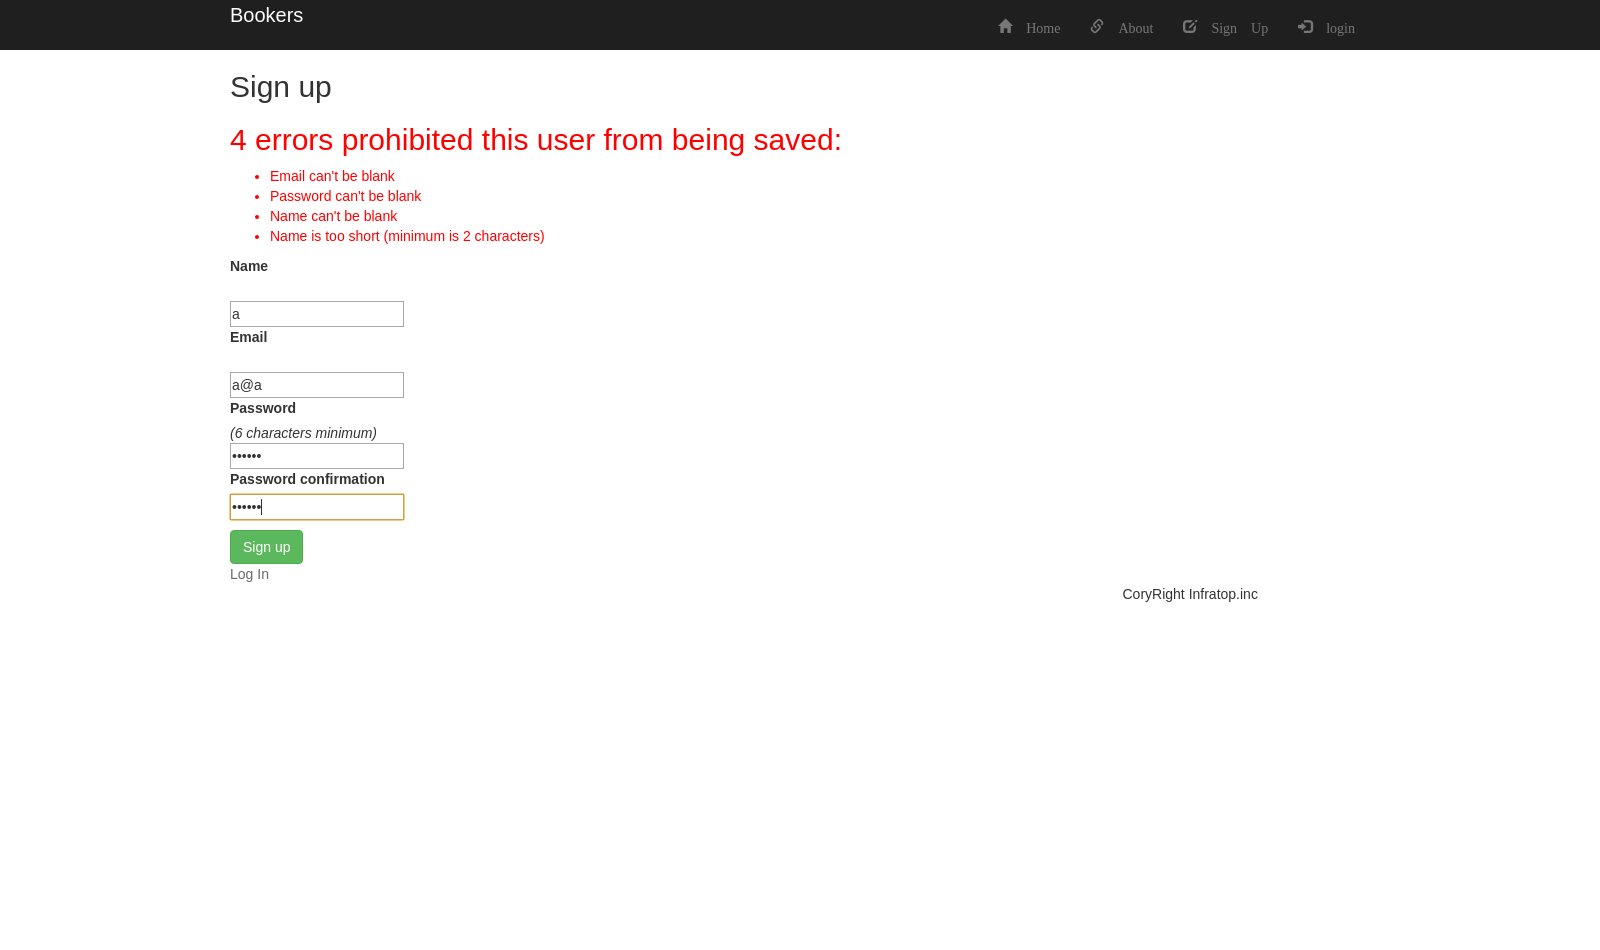 Bookers
Home About Sign Up login
Sign up
4 errors prohibited this user from being saved:
Email can't be blank
Password can't be blank
Name can't be blank
Name is too short (minimum is 2 characters)
Name
a
Email
a@a
Password
(6 characters minimum)
••••••
Password confirmation
••••••
Sign up
Log In
CoryRight Infratop.inc